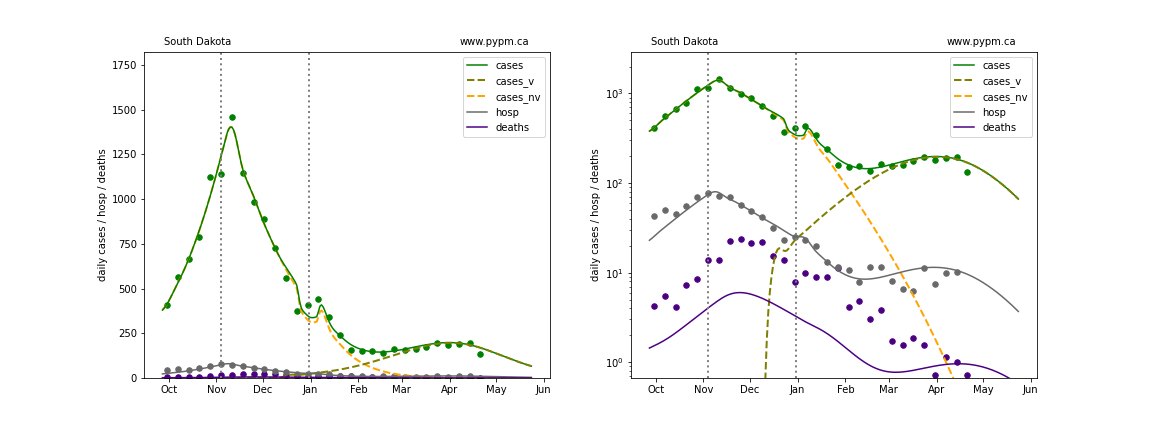 South Dakota
www.pypm.ca
1750
1500
1250
1000
750
500
250
0
daily cases / hosp / deaths
cases
cases_v
cases_nv
hosp
deaths
Oct Nov Dec Jan Feb Mar Apr May Jun
South Dakota
www.pypm.ca
10³
10²
10¹
10⁰
daily cases / hosp / deaths
cases
cases_v
cases_nv
hosp
deaths
Oct Nov Dec Jan Feb Mar Apr May Jun